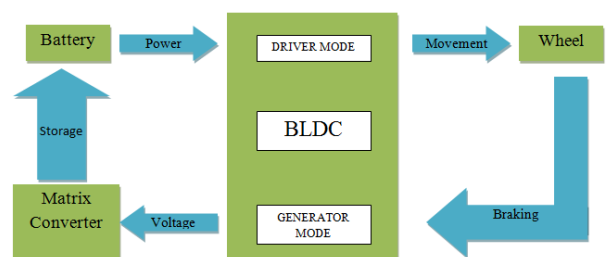 Battery
Power
DRIVER MODE
Movement
Wheel
BLDC
Storage
Matrix
Converter
Voltage
GENERATOR
MODE
Braking